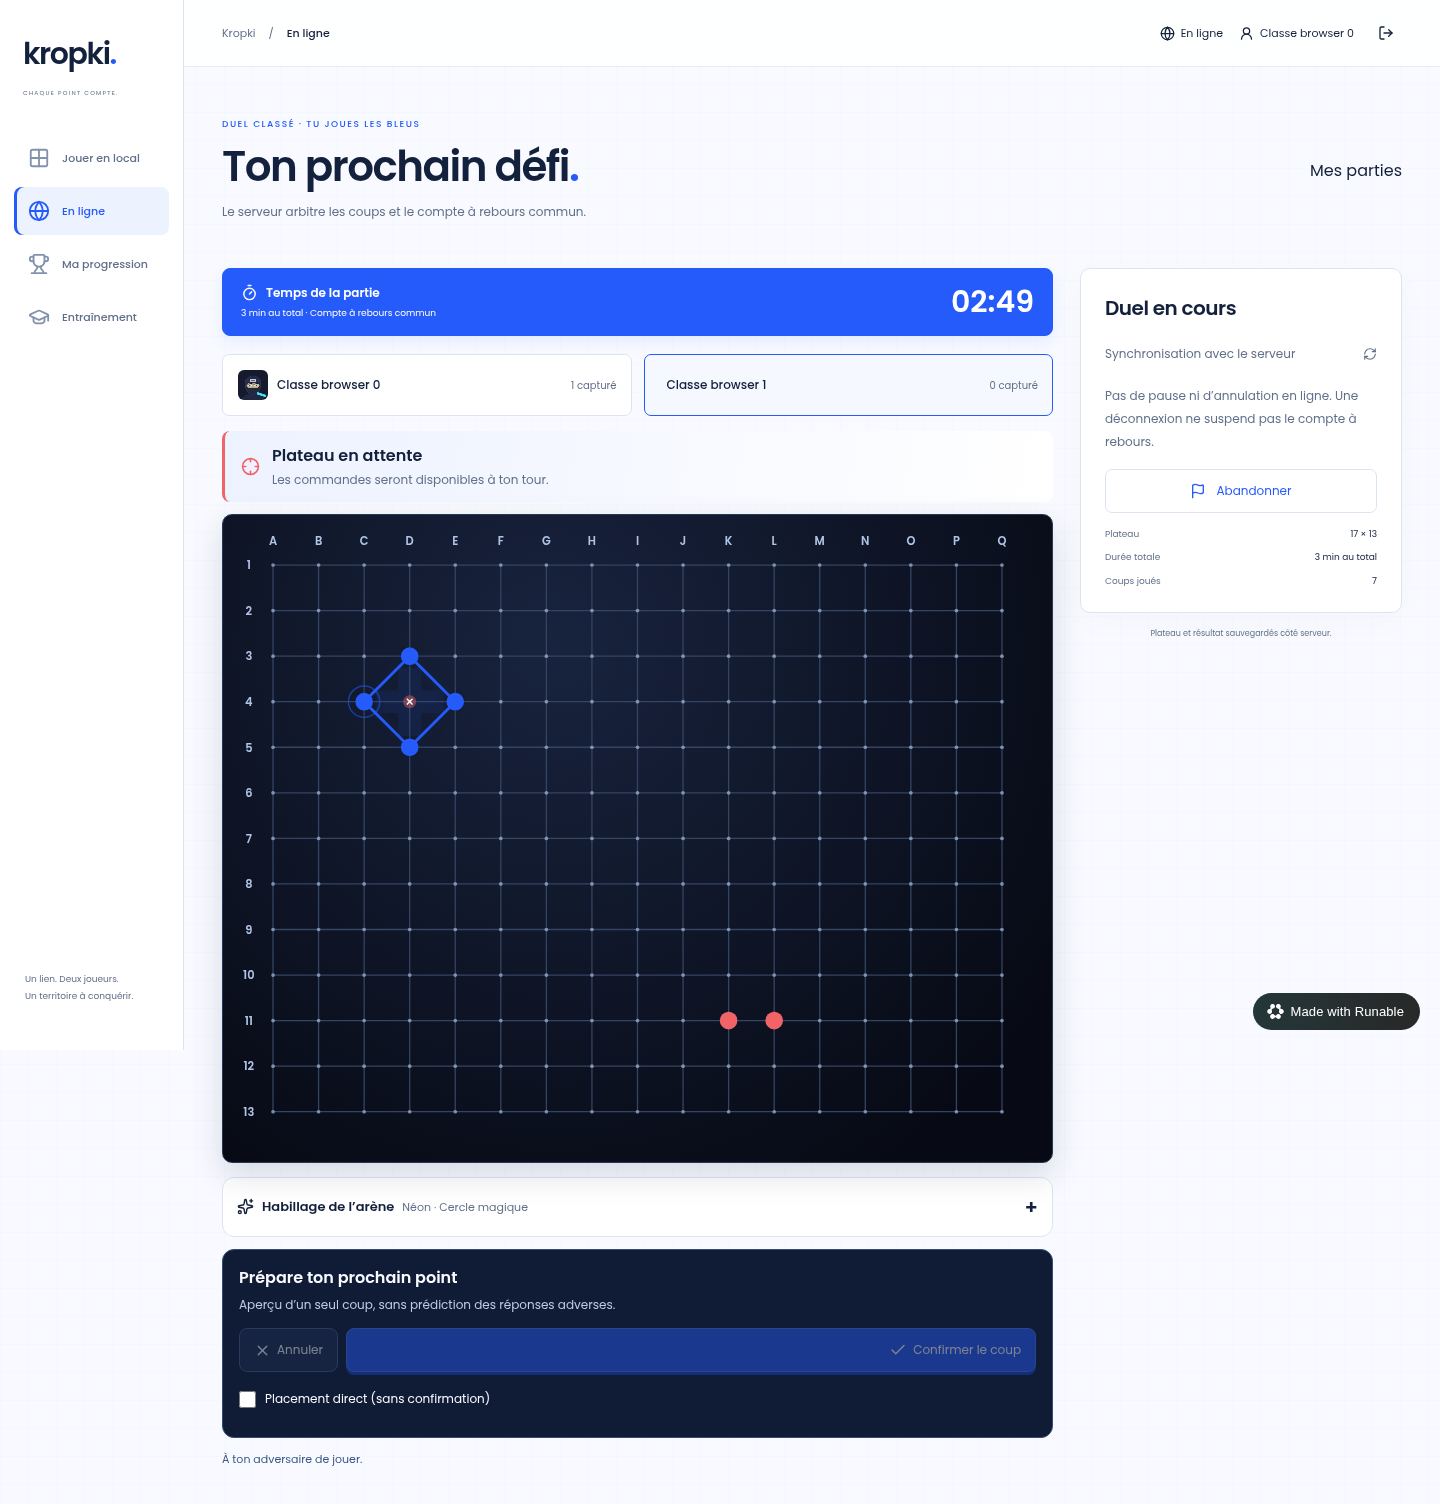 kropki.
CHAQUE POINT COMPTE.
Jouer en local
En ligne
Ma progression
Entraînement
Un lien. Deux joueurs.
Un territoire à conquérir.
Kropki / En ligne
En ligne
Classe browser 0
DUEL CLASSÉ · TU JOUES LES BLEUS
Ton prochain défi.
Le serveur arbitre les coups et le compte à rebours commun.
Mes parties
Temps de la partie
3 min au total · Compte à rebours commun
02:49
Classe browser 0
1 capturé
Classe browser 1
0 capturé
Plateau en attente
Les commandes seront disponibles à ton tour.
A B C D E F G H I J K L M N O P Q
1
2
3
4
5
6
7
8
9
10
11
12
13
Habillage de l’arène Néon · Cercle magique
Prépare ton prochain point
Aperçu d’un seul coup, sans prédiction des réponses adverses.
Annuler
Confirmer le coup
Placement direct (sans confirmation)
À ton adversaire de jouer.
Duel en cours
Synchronisation avec le serveur
Pas de pause ni d’annulation en ligne. Une
déconnexion ne suspend pas le compte à
rebours.
Abandonner
Plateau 17 × 13
Durée totale 3 min au total
Coups joués 7
Plateau et résultat sauvegardés côté serveur.
Made with Runable